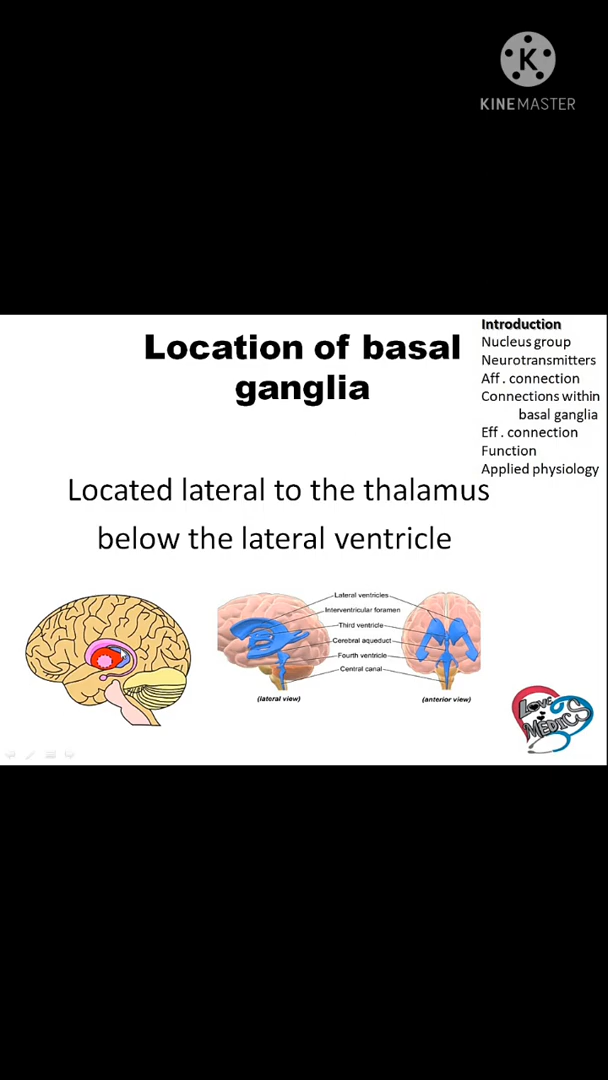 K
KINEMASTER
Location of basal
ganglia
Introduction
Nucleus group
Neurotransmitters
Aff . connection
Connections within
basal ganglia
Eff . connection
Function
Applied physiology
Located lateral to the thalamus
below the lateral ventricle
Lateral ventricles
Interventricular foramen
Third ventricle
Cerebral aqueduct
Fourth ventricle
Central canal
(lateral view)
(anterior view)
LOVE
MEDICS